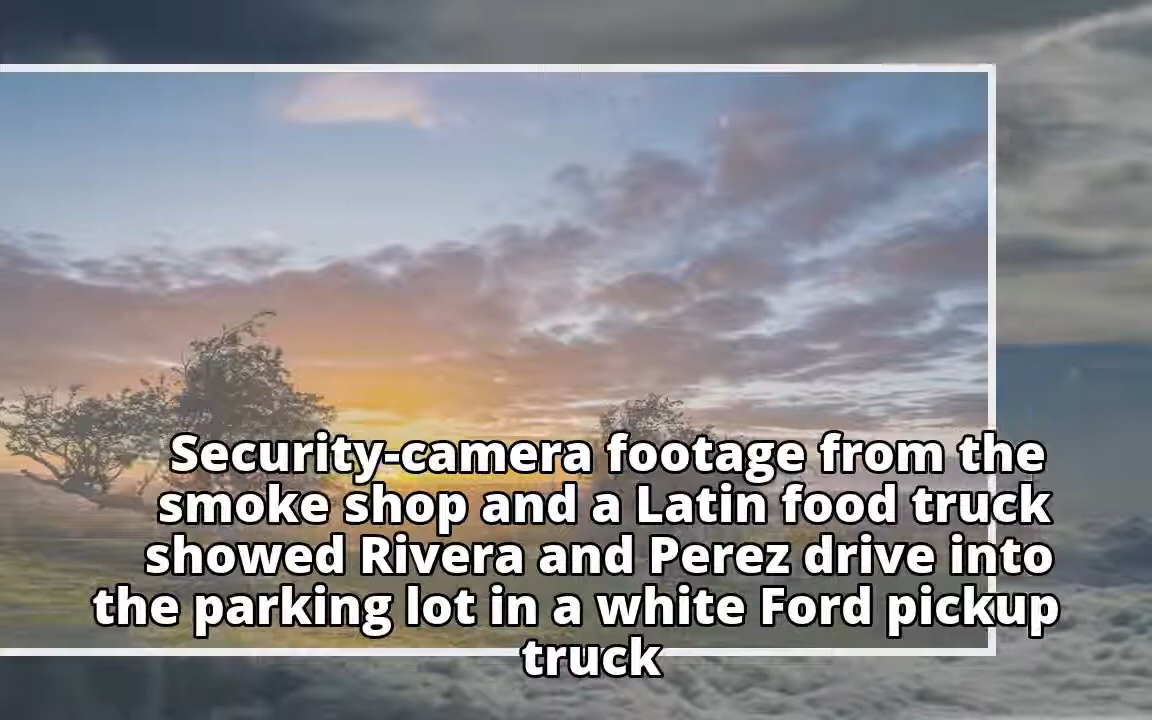 Security-camera footage from the
smoke shop and a Latin food truck
showed Rivera and Perez drive into
the parking lot in a white Ford pickup
truck